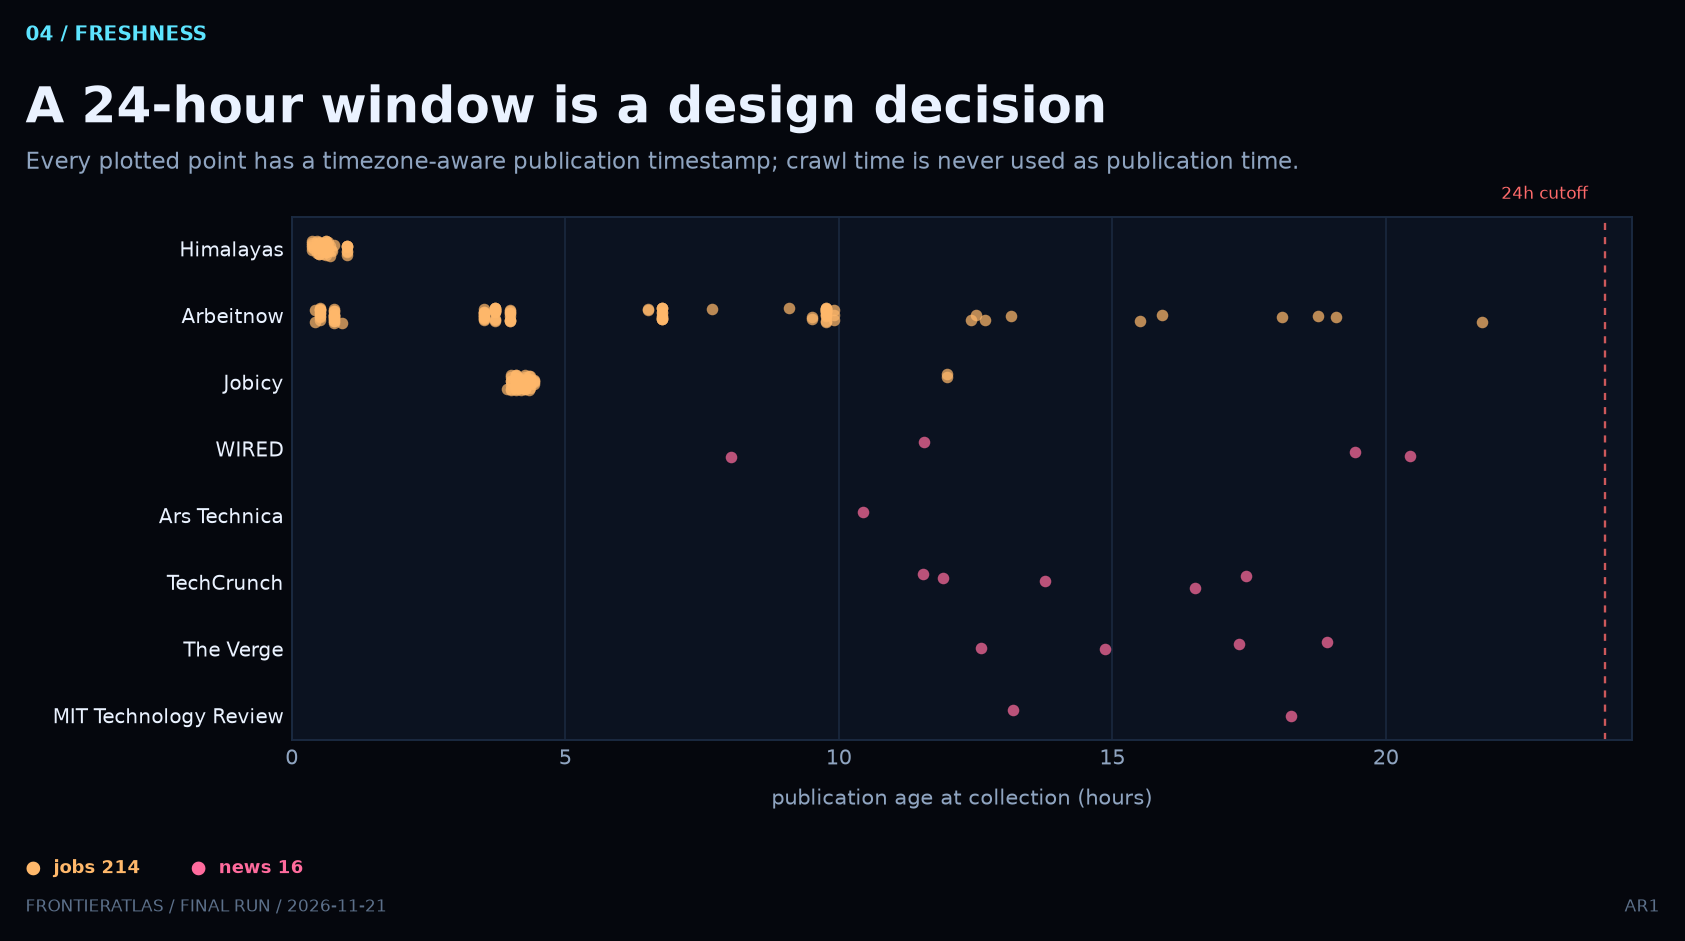 04 / FRESHNESS
A 24-hour window is a design decision
Every plotted point has a timezone-aware publication timestamp; crawl time is never used as publication time.
24h cutoff
Himalayas
Arbeitnow
Jobicy
WIRED
Ars Technica
TechCrunch
The Verge
MIT Technology Review
0 5 10 15 20
publication age at collection (hours)
jobs 214 news 16
FRONTIERATLAS / FINAL RUN / 2026-11-21 AR1